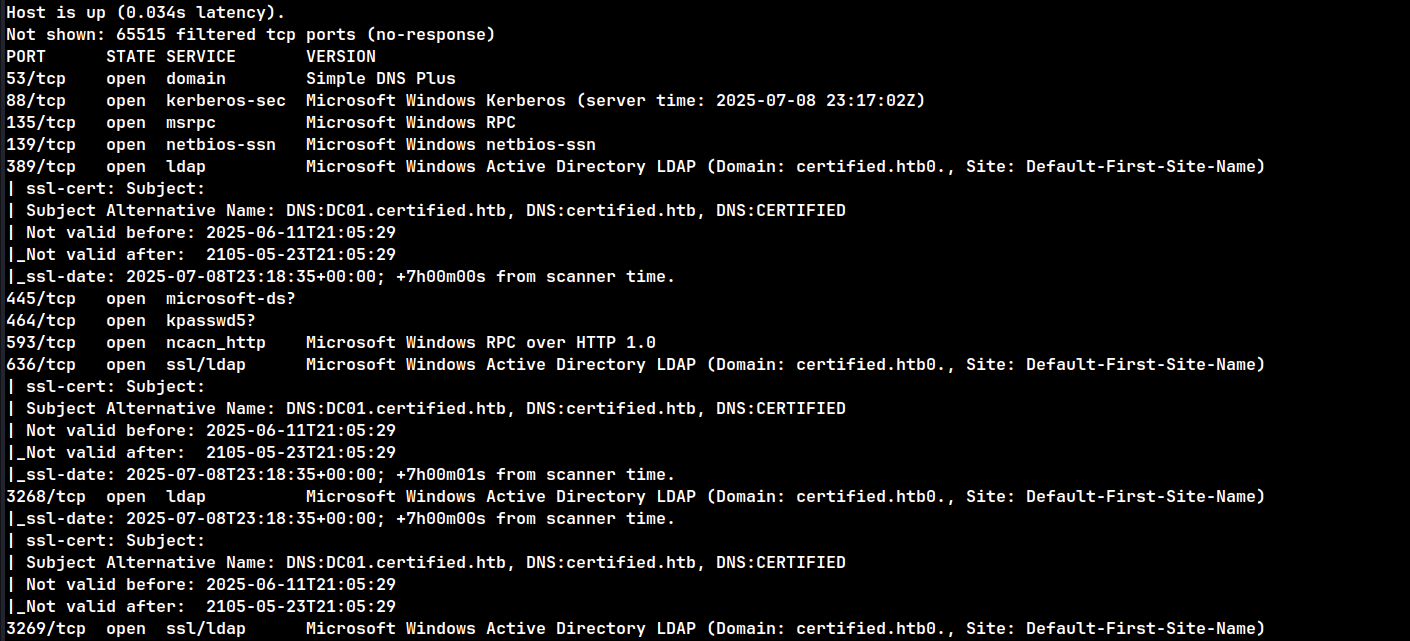 Host is up (0.034s latency).
Not shown: 65515 filtered tcp ports (no-response)
PORT      STATE SERVICE       VERSION
53/tcp    open  domain        Simple DNS Plus
88/tcp    open  kerberos-sec  Microsoft Windows Kerberos (server time: 2025-07-08 23:17:02Z)
135/tcp   open  msrpc         Microsoft Windows RPC
139/tcp   open  netbios-ssn   Microsoft Windows netbios-ssn
389/tcp   open  ldap          Microsoft Windows Active Directory LDAP (Domain: certified.htb0., Site: Default-First-Site-Name)
| ssl-cert: Subject:
| Subject Alternative Name: DNS:DC01.certified.htb, DNS:certified.htb, DNS:CERTIFIED
| Not valid before: 2025-06-11T21:05:29
|_Not valid after:  2105-05-23T21:05:29
|_ssl-date: 2025-07-08T23:18:35+00:00; +7h00m00s from scanner time.
445/tcp   open  microsoft-ds?
464/tcp   open  kpasswd5?
593/tcp   open  ncacn_http    Microsoft Windows RPC over HTTP 1.0
636/tcp   open  ssl/ldap      Microsoft Windows Active Directory LDAP (Domain: certified.htb0., Site: Default-First-Site-Name)
| ssl-cert: Subject:
| Subject Alternative Name: DNS:DC01.certified.htb, DNS:certified.htb, DNS:CERTIFIED
| Not valid before: 2025-06-11T21:05:29
|_Not valid after:  2105-05-23T21:05:29
|_ssl-date: 2025-07-08T23:18:35+00:00; +7h00m01s from scanner time.
3268/tcp  open  ldap          Microsoft Windows Active Directory LDAP (Domain: certified.htb0., Site: Default-First-Site-Name)
|_ssl-date: 2025-07-08T23:18:35+00:00; +7h00m00s from scanner time.
| ssl-cert: Subject:
| Subject Alternative Name: DNS:DC01.certified.htb, DNS:certified.htb, DNS:CERTIFIED
| Not valid before: 2025-06-11T21:05:29
|_Not valid after:  2105-05-23T21:05:29
3269/tcp  open  ssl/ldap      Microsoft Windows Active Directory LDAP (Domain: certified.htb0., Site: Default-First-Site-Name)